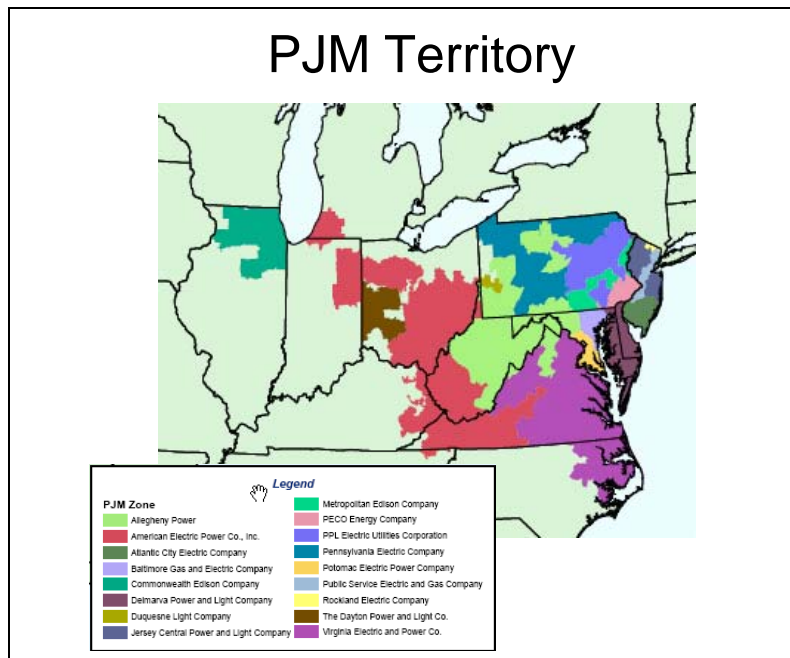 PJM Territory
Legend
PJM Zone
Allegheny Power
American Electric Power Co., Inc.
Atlantic City Electric Company
Baltimore Gas and Electric Company
Commonwealth Edison Company
Delmarva Power and Light Company
Duquesne Light Company
Jersey Central Power and Light Company
Metropolitan Edison Company
PECO Energy Company
PPL Electric Utilities Corporation
Pennsylvania Electric Company
Potomac Electric Power Company
Public Service Electric and Gas Company
Rockland Electric Company
The Dayton Power and Light Co.
Virginia Electric and Power Co.